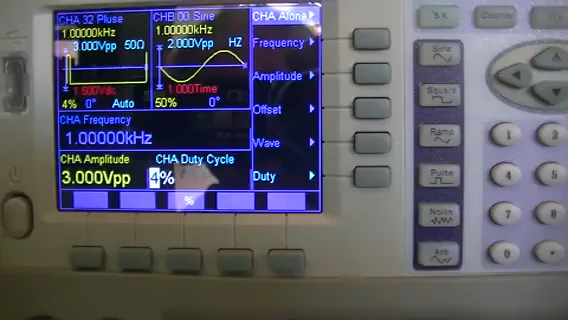 CHA 32 Pluse
CHB 00 Sine
CHA Alone
1.00000kHz
1.00000kHz
3.000Vpp 50Ω
2.000Vpp HZ
Frequency
Amplitude
1.500Vdc
1.000Time
4% 0° Auto
50% 0°
Offset
CHA Frequency
1.00000kHz
Wave
CHA Amplitude
CHA Duty Cycle
3.000Vpp
4%
Duty
%
Sine
Square
Ramp
Pulse
Noise
Arb
1
2
4
5
7
8
0
.